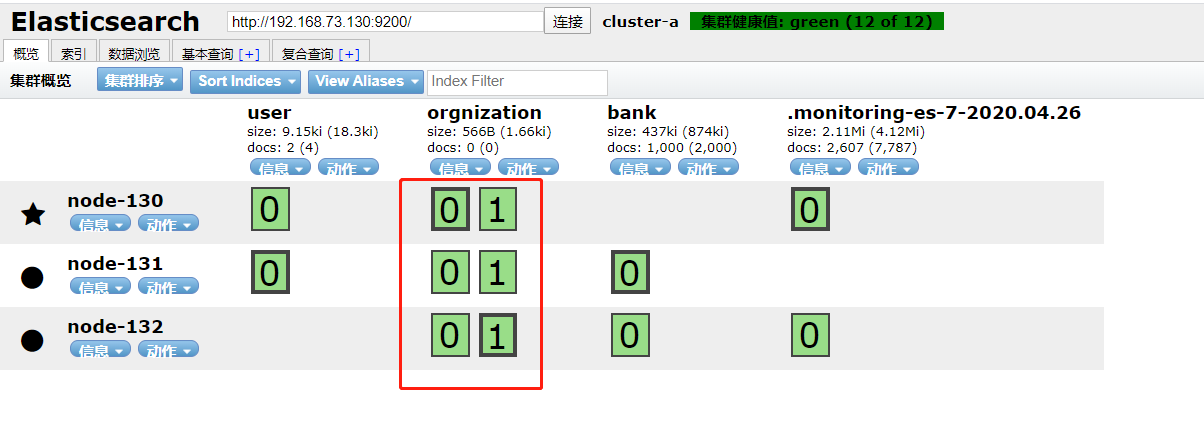 Elasticsearch http://192.168.73.130:9200/ 连接 cluster-a 集群健康值: green (12 of 12)
概览 索引 数据浏览 基本查询 [+] 复合查询 [+]
集群概览 集群排序 Sort Indices View Aliases Index Filter
user orgnization bank .monitoring-es-7-2020.04.26
size: 9.15ki (18.3ki) size: 566B (1.66ki) size: 437ki (874ki) size: 2.11Mi (4.12Mi)
docs: 2 (4) docs: 0 (0) docs: 1,000 (2,000) docs: 2,607 (7,787)
信息 动作 信息 动作 信息 动作 信息 动作
node-130 0 0 1 0
信息 动作
node-131 0 0 1 0
信息 动作
node-132 0 1 0 0
信息 动作